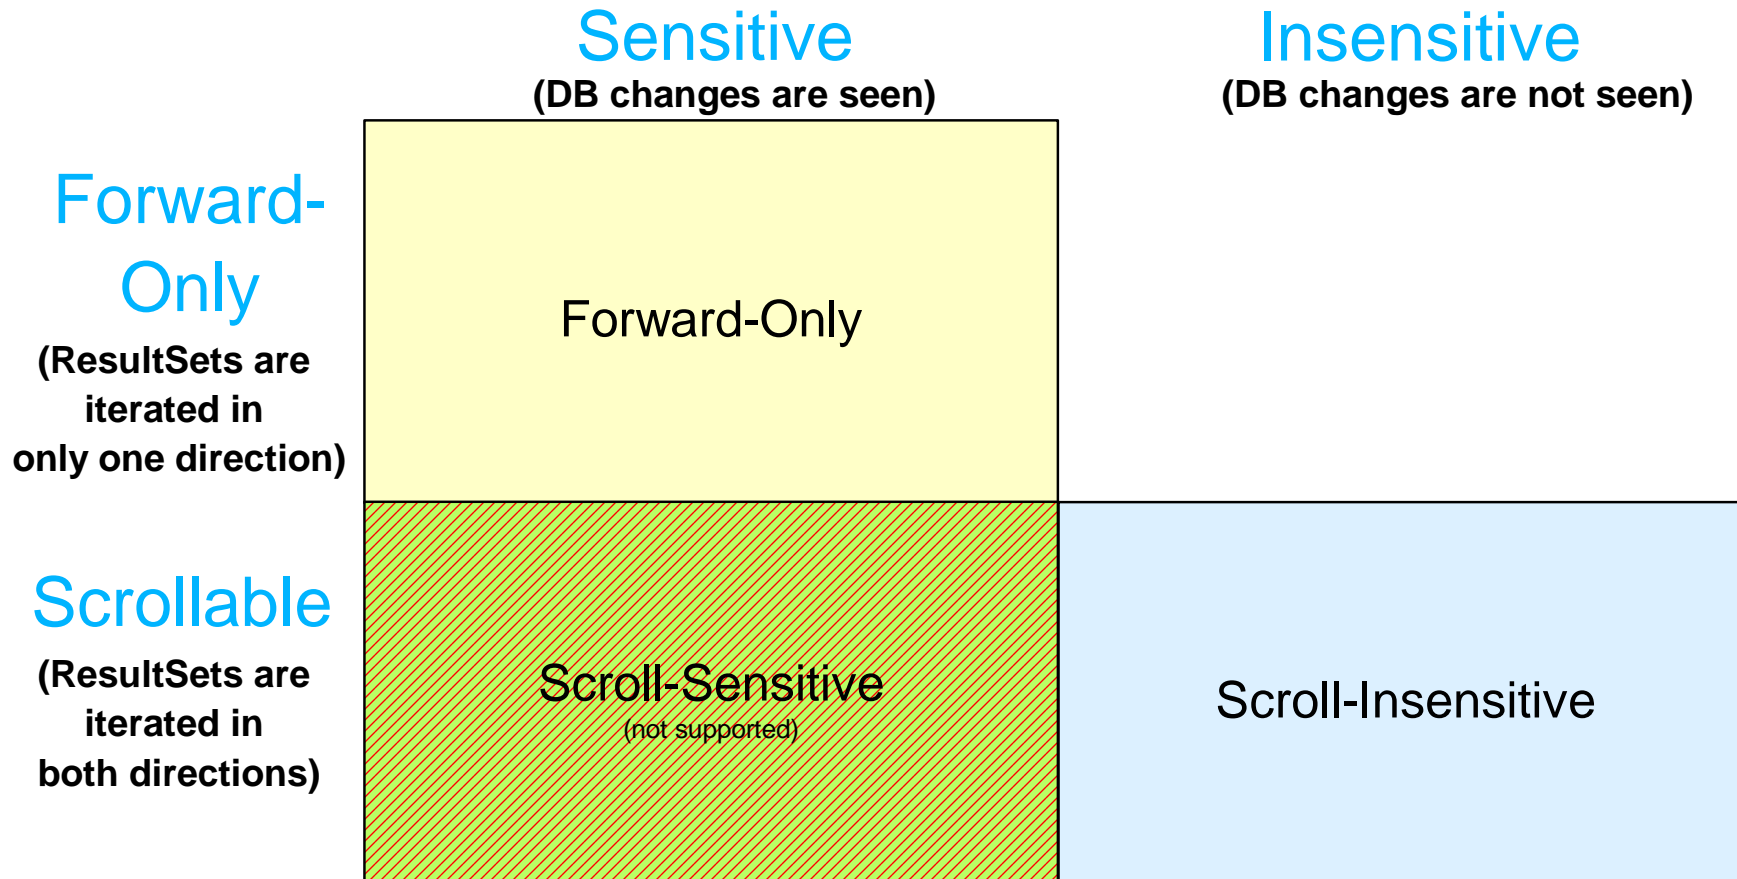 Sensitive
(DB changes are seen)
Insensitive
(DB changes are not seen)
Forward-
Only
(ResultSets are
iterated in
only one direction)
Forward-Only
Scrollable
(ResultSets are
iterated in
both directions)
Scroll-Sensitive
(not supported)
Scroll-Insensitive